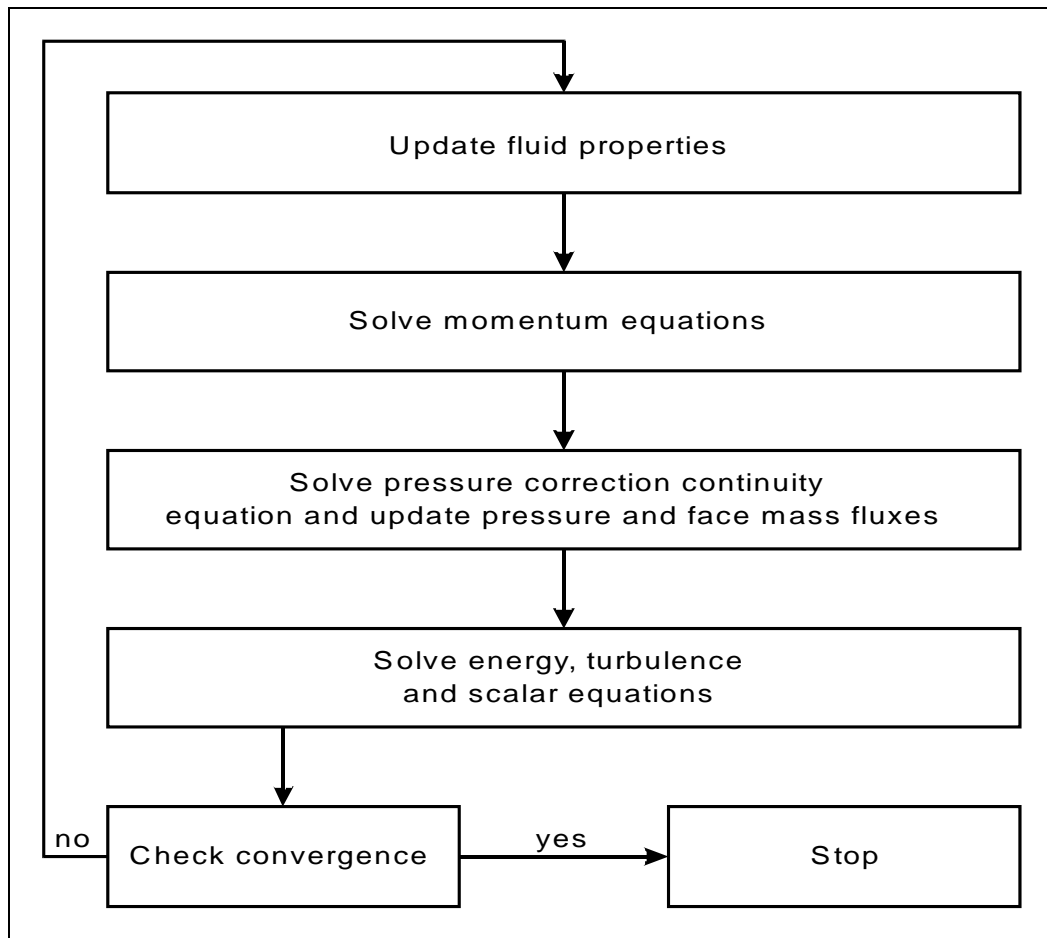 Update fluid properties
Solve momentum equations
Solve pressure correction continuity
equation and update pressure and face mass fluxes
Solve energy, turbulence
and scalar equations
no
Check convergence
yes
Stop